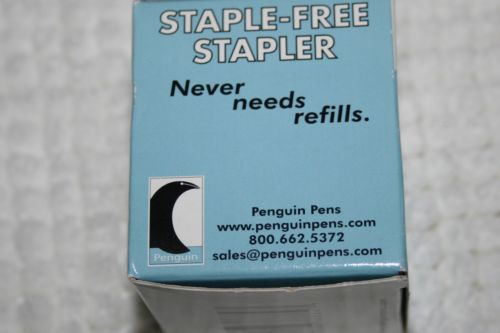 STAPLE-FREE
STAPLER
Never
needs
refills.
Penguin
Penguin Pens
www.penguinpens.com
800.662.5372
sales@penguinpens.com